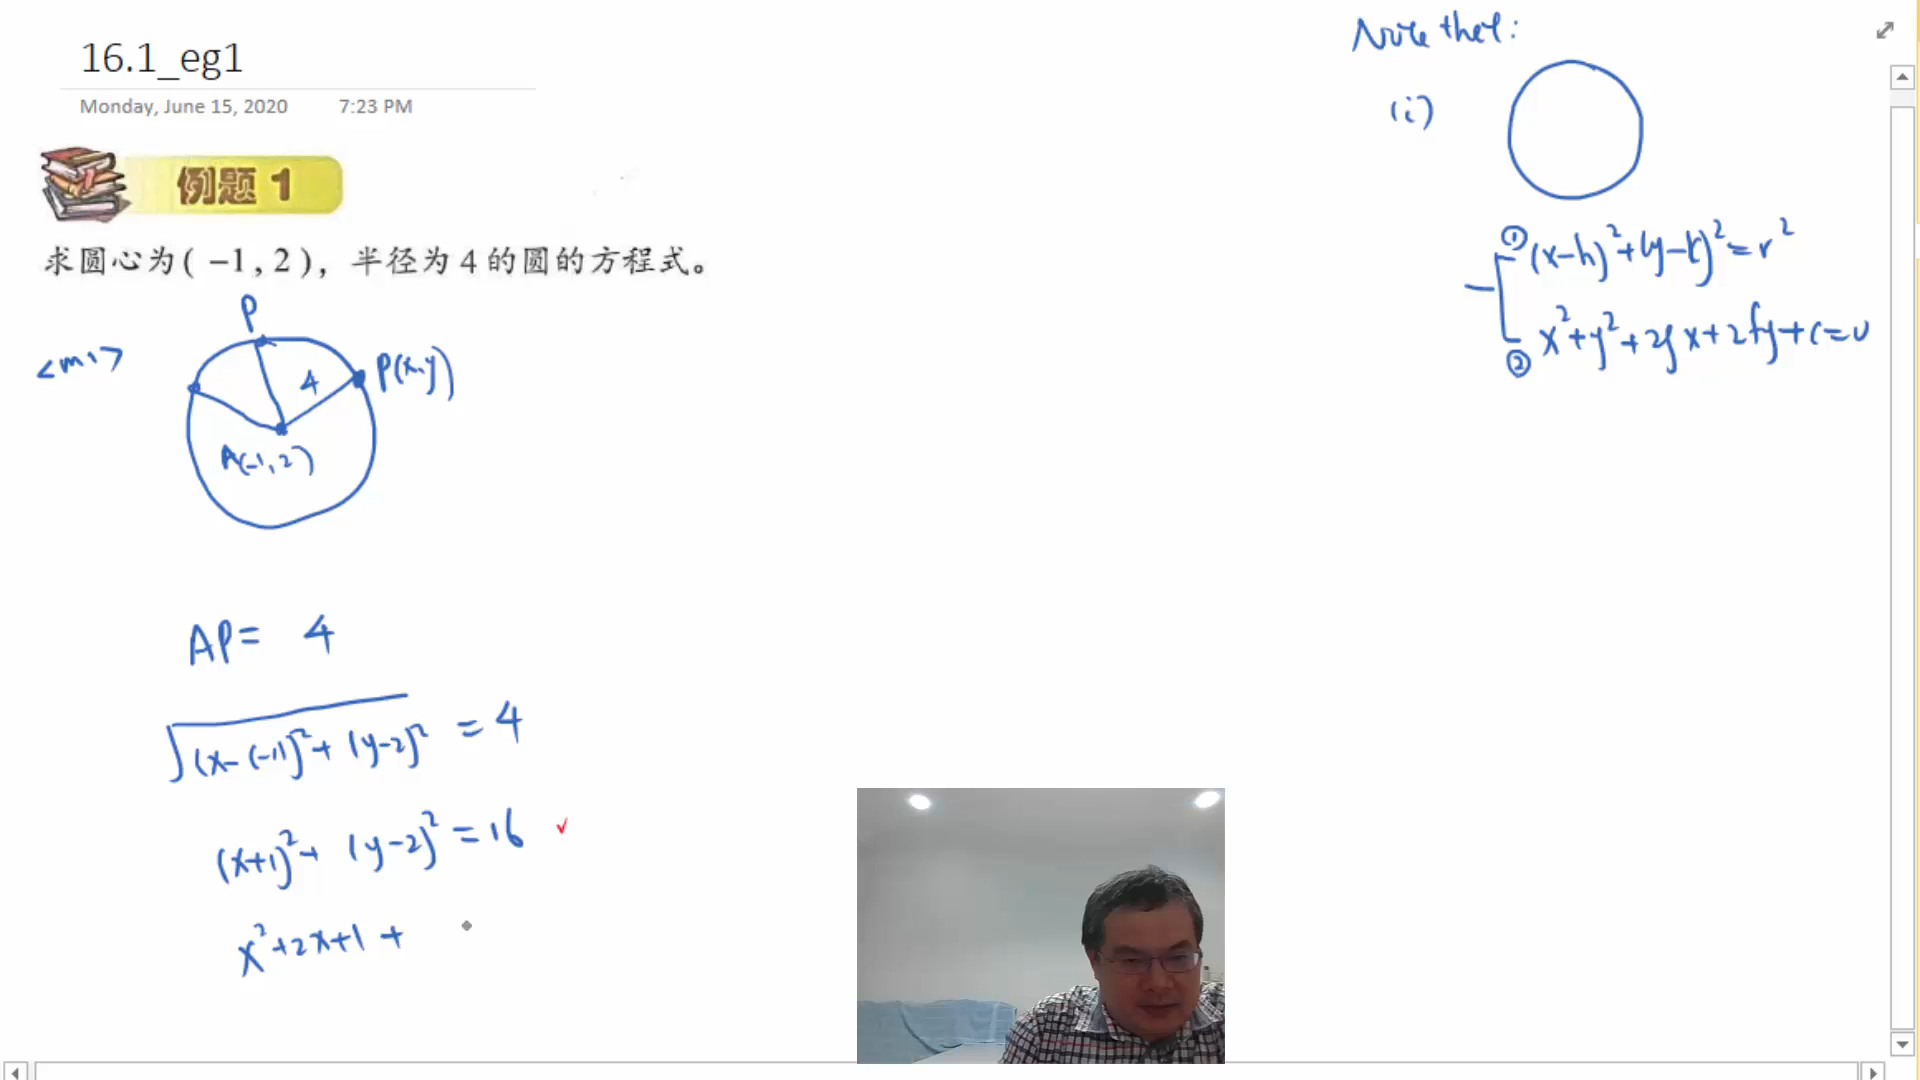 16.1_eg1
Monday, June 15, 2020 7:23 PM
例题 1
求圆心为( -1 , 2 ), 半径为 4 的圆的方程式。
<m1>
P
4
P(x,y)
A(-1,2)
AP= 4
√((x-(-1))²+ (y-2)²) = 4
(x+1)²+ (y-2)² =16 ✓
x²+2x+1 +
Note that:
(i)
① (x-h)²+(y-k)²=r²
② x²+y²+2gx+2fy+c=0